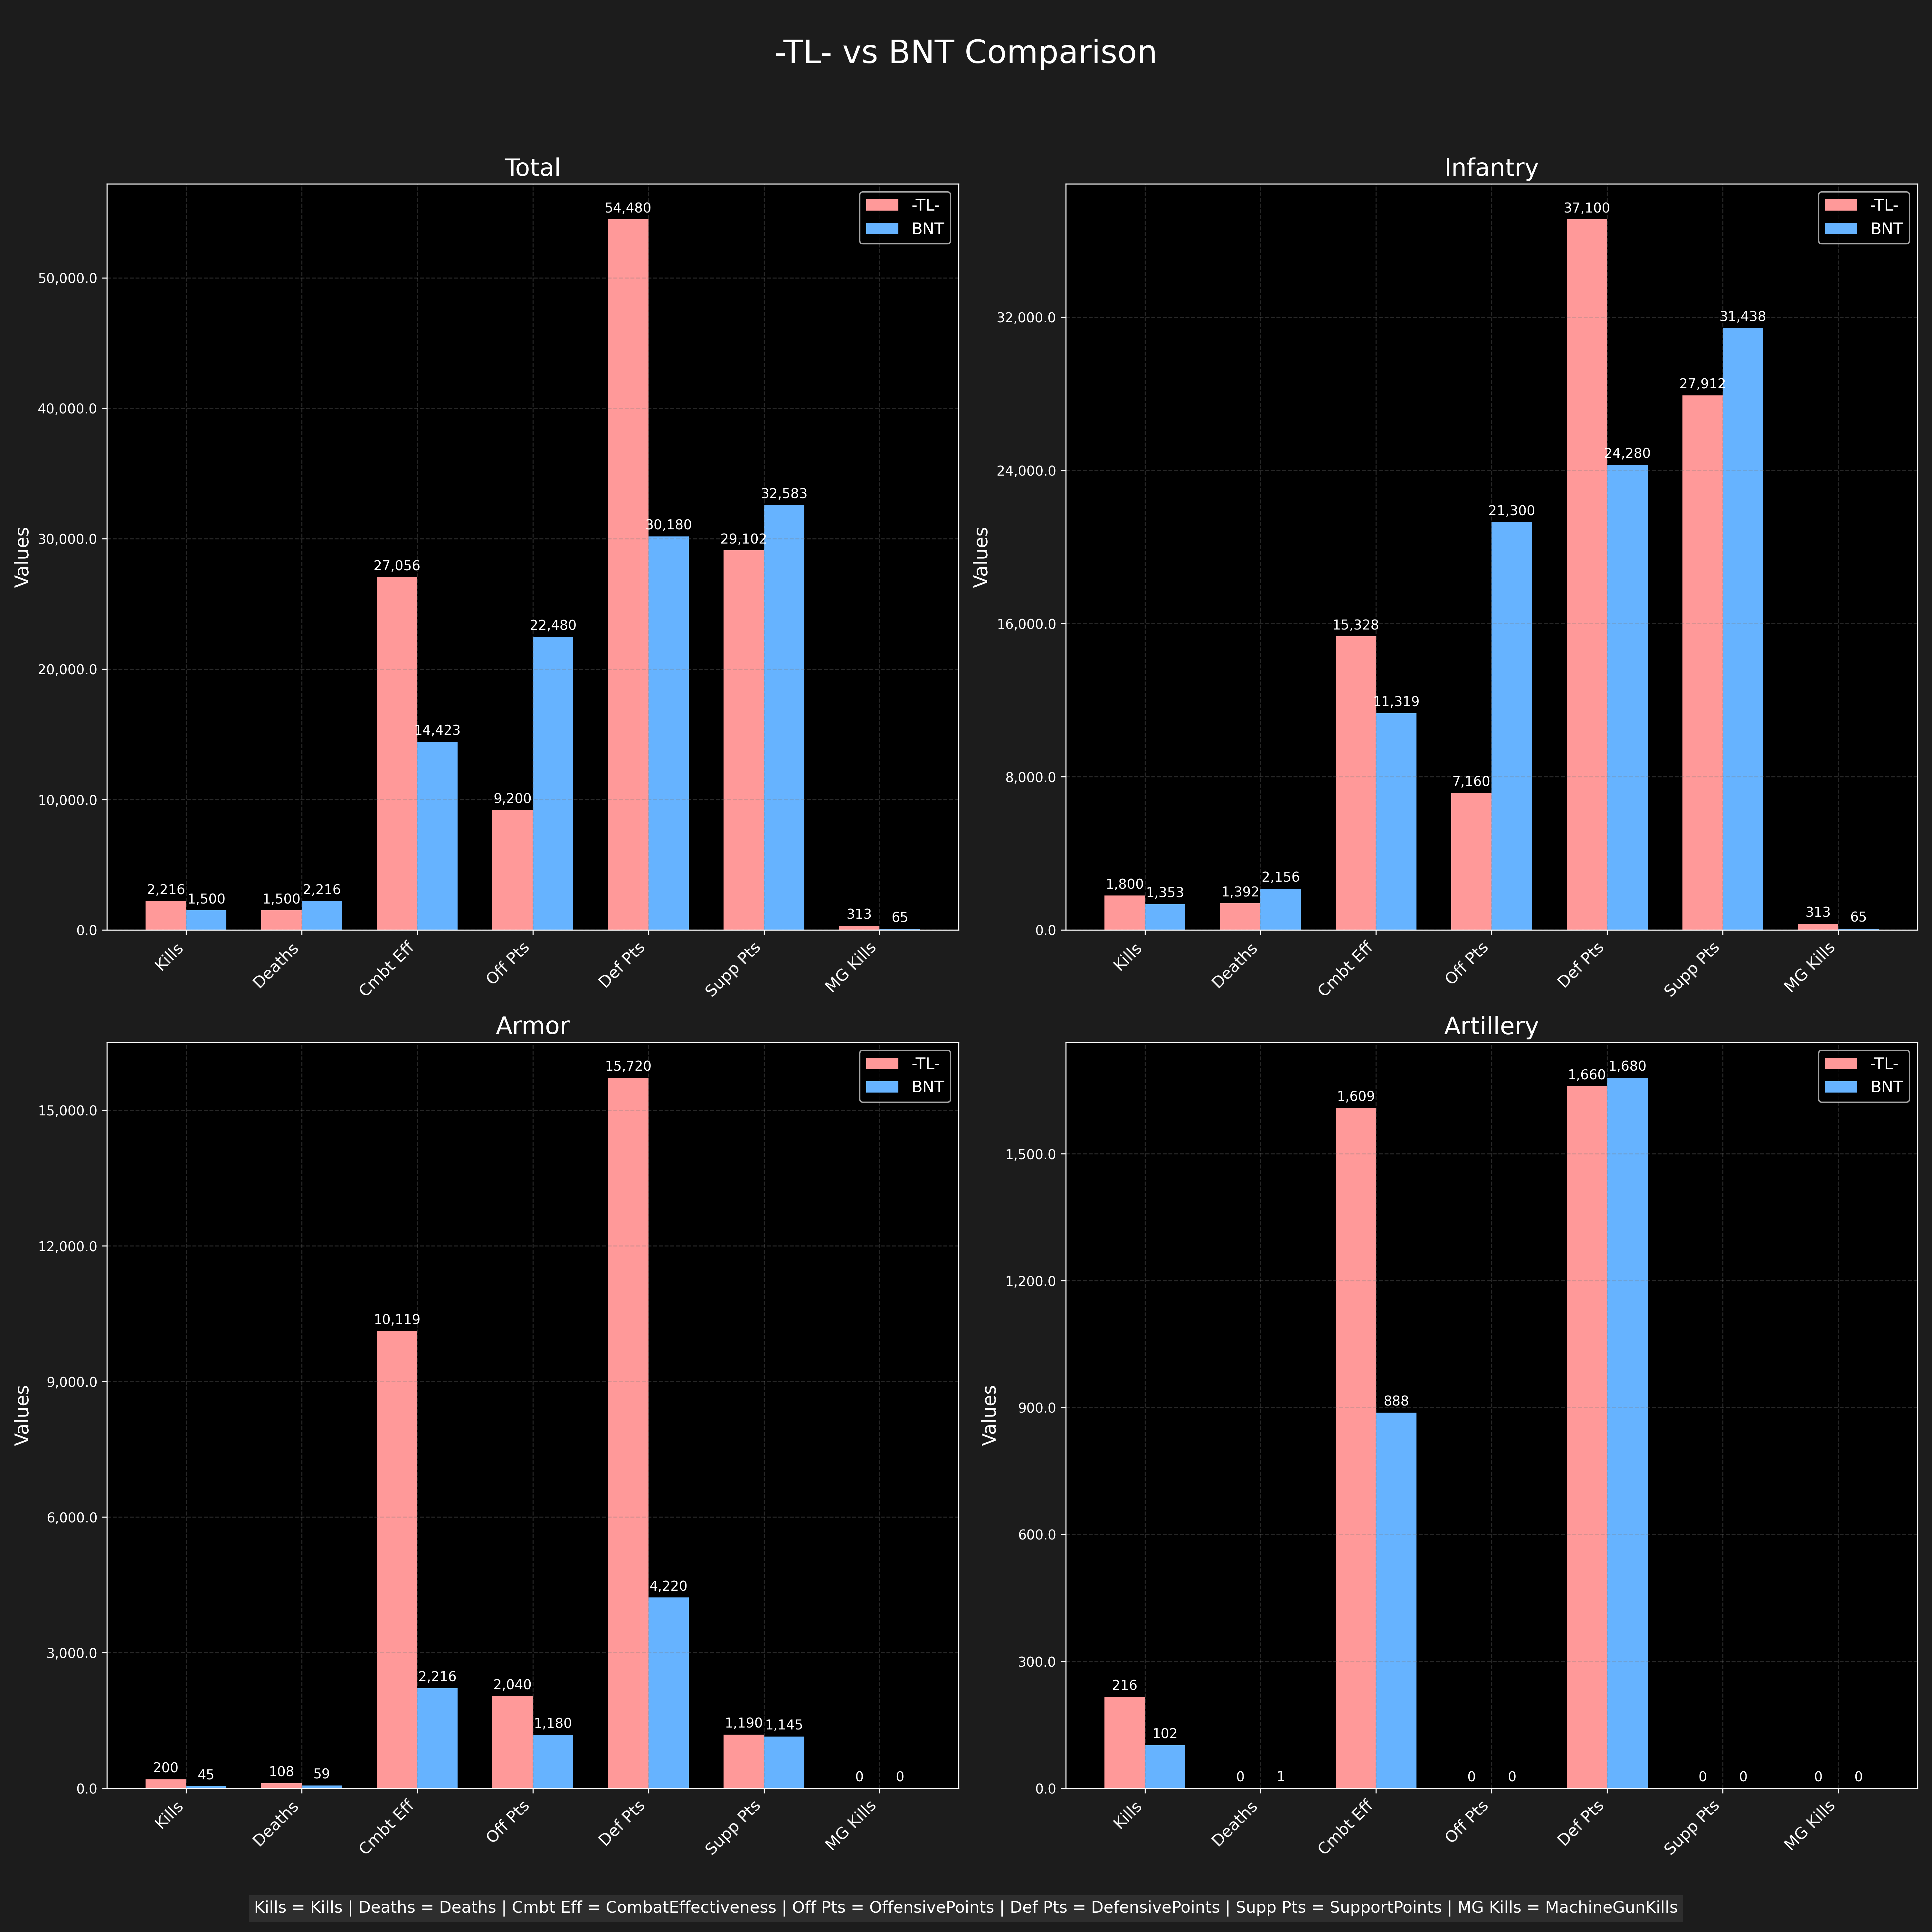 -TL- vs BNT Comparison
Total
-TL-
BNT
Values
50,000.0
40,000.0
30,000.0
20,000.0
10,000.0
0.0
2,216
1,500
1,500
2,216
27,056
14,423
9,200
22,480
54,480
30,180
29,102
32,583
313
65
Kills
Deaths
Cmbt Eff
Off Pts
Def Pts
Supp Pts
MG Kills
Infantry
-TL-
BNT
Values
32,000.0
24,000.0
16,000.0
8,000.0
0.0
1,800
1,353
1,392
2,156
15,328
11,319
7,160
21,300
37,100
24,280
27,912
31,438
313
65
Kills
Deaths
Cmbt Eff
Off Pts
Def Pts
Supp Pts
MG Kills
Armor
-TL-
BNT
Values
15,000.0
12,000.0
9,000.0
6,000.0
3,000.0
0.0
200
45
108
59
10,119
2,216
2,040
1,180
15,720
4,220
1,190
1,145
0
0
Kills
Deaths
Cmbt Eff
Off Pts
Def Pts
Supp Pts
MG Kills
Artillery
-TL-
BNT
Values
1,500.0
1,200.0
900.0
600.0
300.0
0.0
216
102
0
1
1,609
888
0
0
1,660
1,680
0
0
0
0
Kills
Deaths
Cmbt Eff
Off Pts
Def Pts
Supp Pts
MG Kills
Kills = Kills | Deaths = Deaths | Cmbt Eff = CombatEffectiveness | Off Pts = OffensivePoints | Def Pts = DefensivePoints | Supp Pts = SupportPoints | MG Kills = MachineGunKills